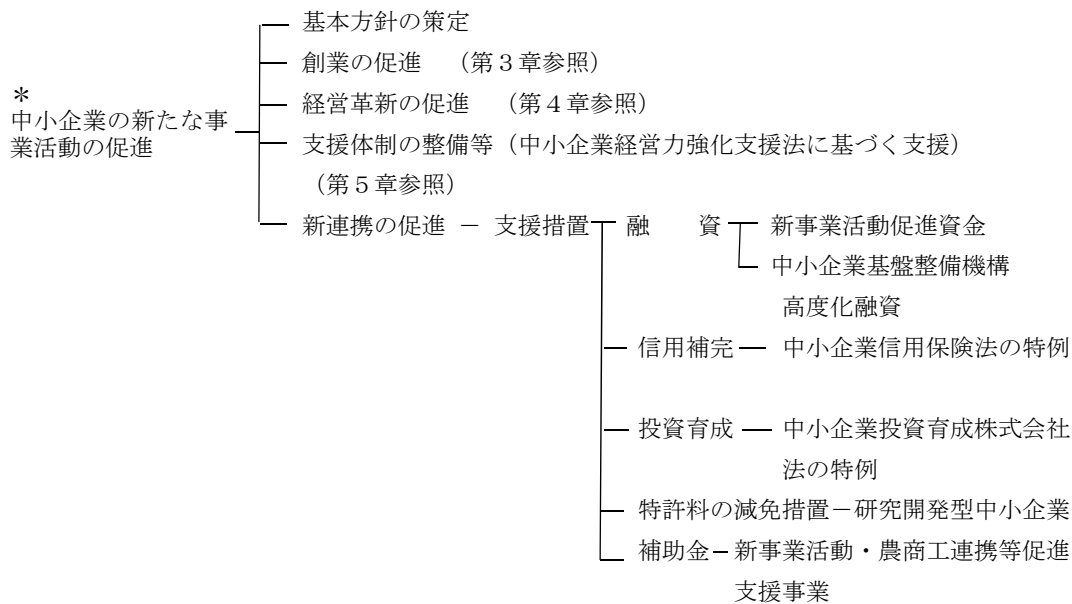 基本方針の策定
創業の促進　（第３章参照）
＊
中小企業の新たな事
業活動の促進
経営革新の促進　（第４章参照）
支援体制の整備等（中小企業経営力強化支援法に基づく支援）
（第５章参照）
新連携の促進 － 支援措置 融　　資 新事業活動促進資金
中小企業基盤整備機構
高度化融資
信用補完 中小企業信用保険法の特例
投資育成 中小企業投資育成株式会社
法の特例
特許料の減免措置－研究開発型中小企業
補助金－新事業活動・農商工連携等促進
支援事業